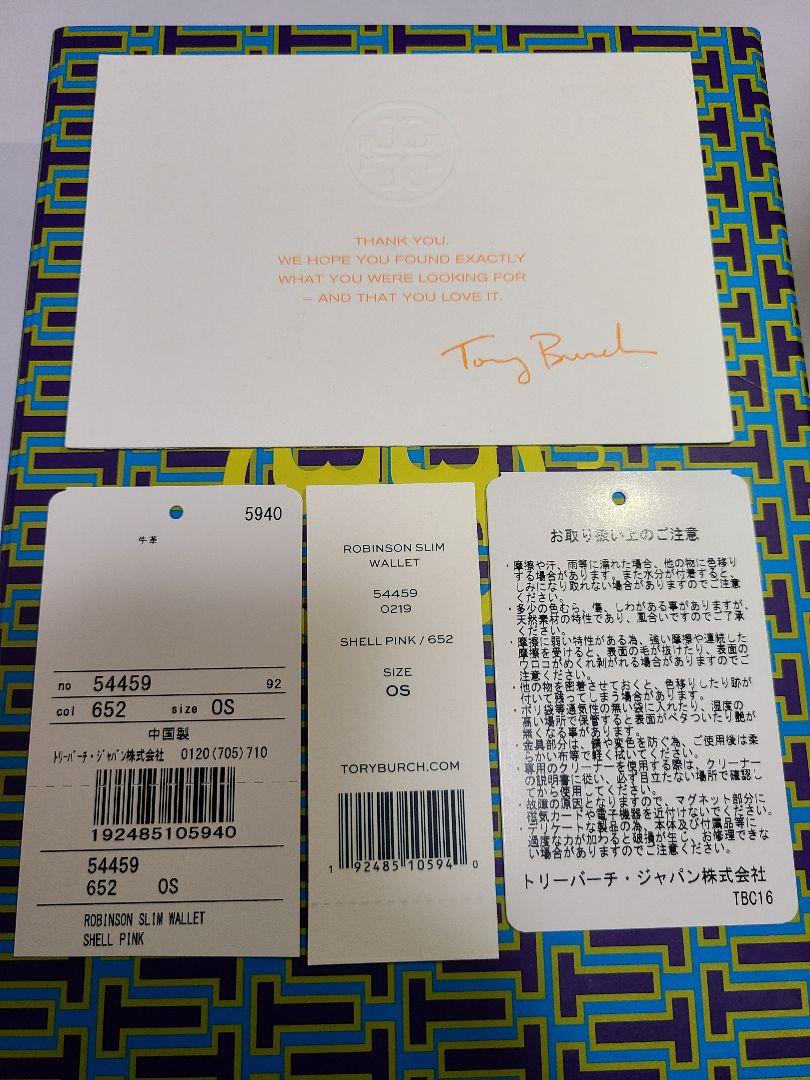 THANK YOU.
WE HOPE YOU FOUND EXACTLY
WHAT YOU WERE LOOKING FOR
– AND THAT YOU LOVE IT.
Tory Burch
5940
牛革
no 54459 92
col 652 size OS
中国製
トリーバーチ・ジャパン株式会社 0120(705)710
192485105940
54459
652 OS
ROBINSON SLIM WALLET
SHELL PINK
ROBINSON SLIM
WALLET
54459
0219
SHELL PINK / 652
SIZE
OS
TORYBURCH.COM
1 92485 10594 0
お取り扱い上のご注意
・摩擦や汗、雨等に濡れた場合、他の物に色移り
する場合があります。また水分が付着すると、
しみになり取れない場合がありますのでご注意
ください。
・多少の色むら、傷、しわがある事がありますが、
天然素材の特性であり、風合いですのでご了承
ください。
・摩擦に弱い特性がある為、強い摩擦や連続した
摩擦を受けると、表面の毛が抜けたり、表面の
ウロコがめくれ剥がれる場合がありますのでご
注意ください。
・他の物を密着させておくと、色移りしたり跡が
付いて残ってしまう場合があります。
・ポリ袋等通気性の無い袋に入れたり、湿度の
高い場所で保管すると表面がベタついたり艶が
無くなる事があります。
・金具部分は、錆や変色を防ぐ為、ご使用後は柔
らかい布等で軽く拭いてください。
・専用のクリーナーを使用する際は、クリーナー
の説明書に従い、必ず目立たない場所で確認し
てから使用してください。
・故障の原因となりますので、マグネット部分に
磁気カードや電子機器を近付けないでください。
・デリケートな製品の為、本体及び付属品等に
過度な力が加わると破損が生じ、お修理できな
い場合がありますのでご注意ください。
トリーバーチ・ジャパン株式会社
TBC16